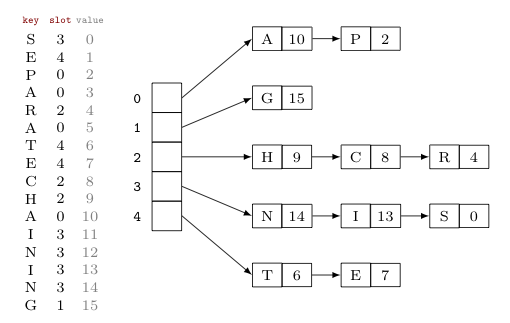 key slot value
S 3 0
E 4 1
P 0 2
A 0 3
R 2 4
A 0 5
T 4 6
E 4 7
C 2 8
H 2 9
A 0 10
I 3 11
N 3 12
I 3 13
N 3 14
G 1 15
0
1
2
3
4
A 10 P 2
G 15
H 9 C 8 R 4
N 14 I 13 S 0
T 6 E 7